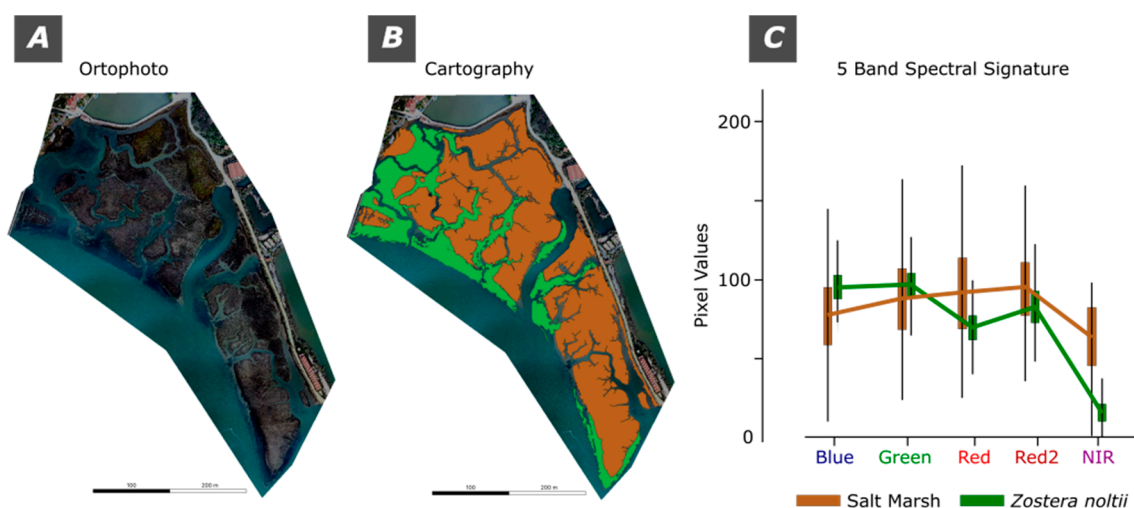 A
Ortophoto
100
200 m
B
Cartography
100
200 m
C
5 Band Spectral Signature
Pixel Values
200
100
0
Blue
Green
Red
Red2
NIR
Salt Marsh
Zostera noltii